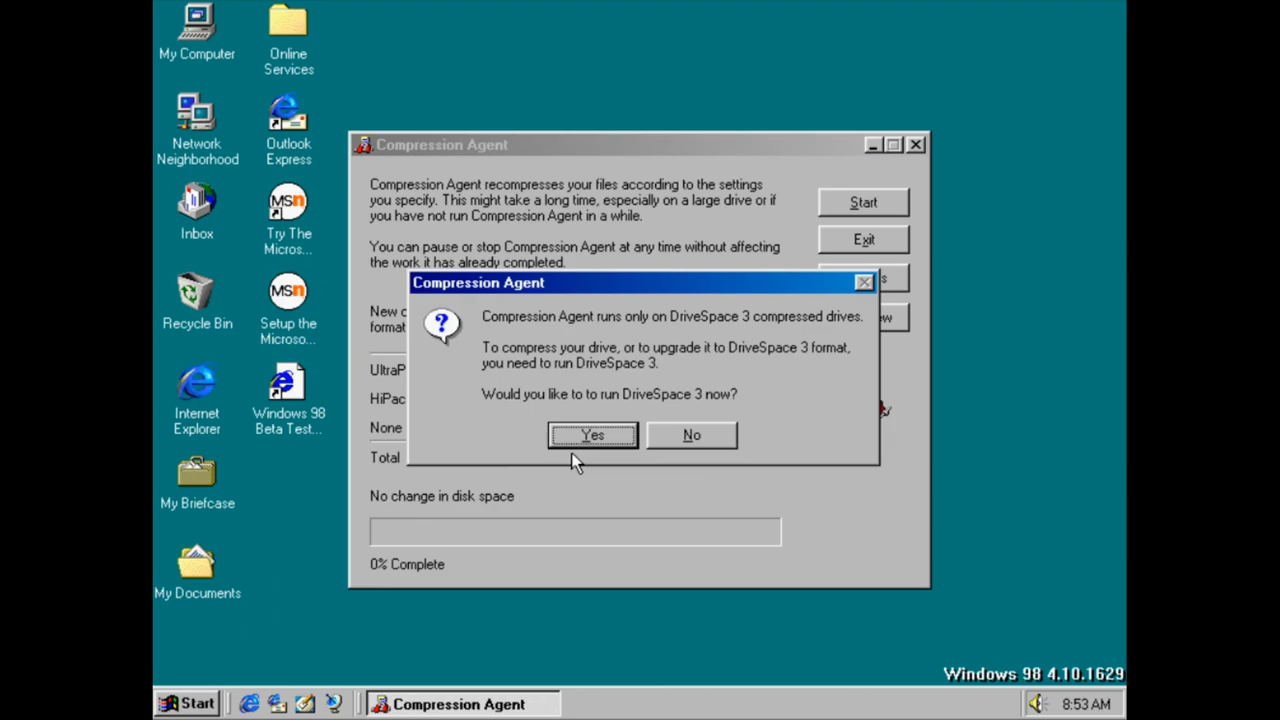 My Computer
Online
Services
Network
Neighborhood
Outlook
Express
Inbox
MSn
Try The
Micros...
Recycle Bin
MSn
Setup the
Microso...
Internet
Explorer
Windows 98
Beta Test...
My Briefcase
My Documents
Compression Agent
Compression Agent recompresses your files according to the settings
you specify. This might take a long time, especially on a large drive or if
you have not run Compression Agent in a while.
You can pause or stop Compression Agent at any time without affecting
the work it has already completed.
Start
Exit
New
format
UltraP
HiPac
None
Total
No change in disk space
0% Complete
Compression Agent
Compression Agent runs only on DriveSpace 3 compressed drives.
To compress your drive, or to upgrade it to DriveSpace 3 format,
you need to run DriveSpace 3.
Would you like to to run DriveSpace 3 now?
Yes
No
Windows 98 4.10.1629
Start
Compression Agent
8:53 AM